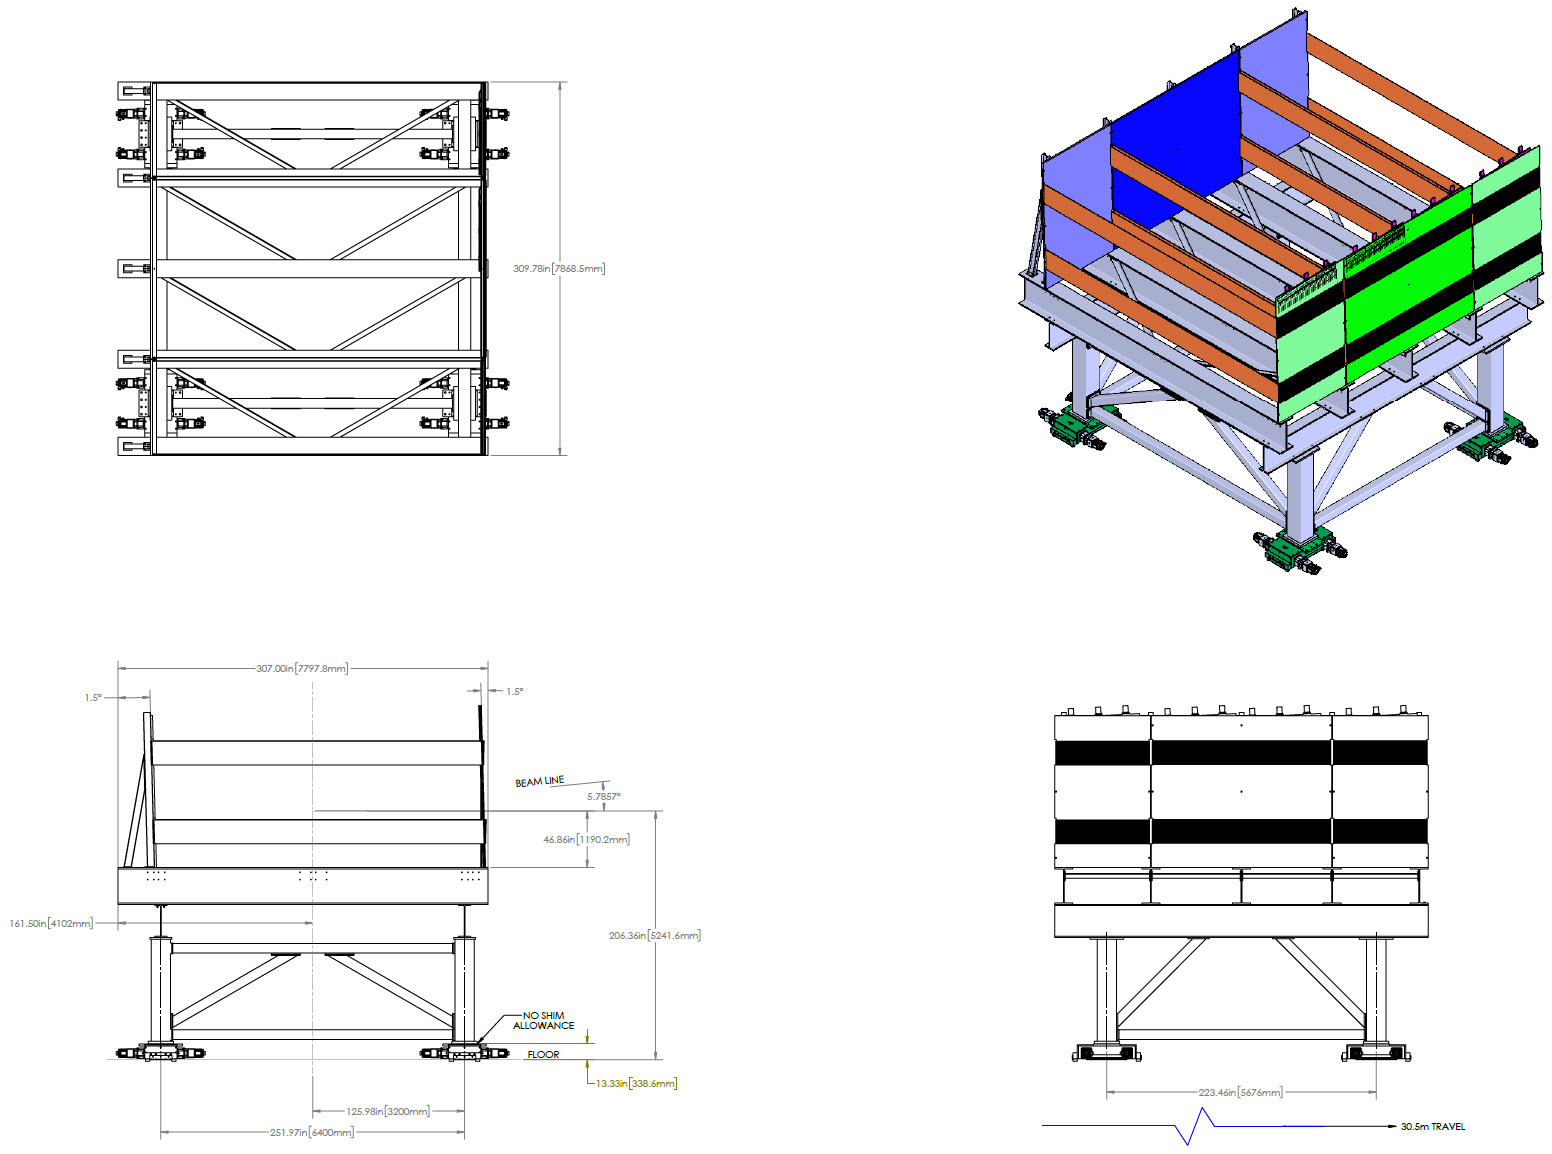 309.78in[7868.5mm]
307.00in[7797.8mm]
1.5°
1.5°
BEAM LINE
5.7857°
46.86in[1190.2mm]
161.50in[4102mm]
206.36in[5241.6mm]
NO SHIM
ALLOWANCE
FLOOR
13.33in[338.6mm]
125.98in[3200mm]
251.97in[6400mm]
223.46in[5676mm]
30.5m TRAVEL